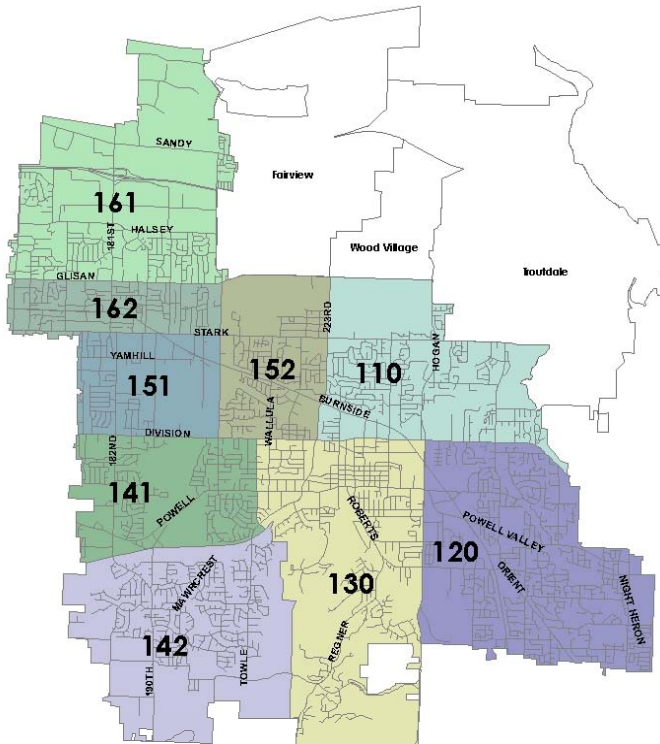 SANDY
Fairview
161
181ST
HALSEY
Wood Village
GLISAN
Troutdale
162
STARK
223RD
HOGAN
YAMHILL
151
152
110
BURNSIDE
WALLULA
DIVISION
182ND
141
POWELL
ROBERTS
POWELL VALLEY
120
ORIENT
MAWRCREST
130
NIGHT HERON
142
REGNER
TOWLE
190TH